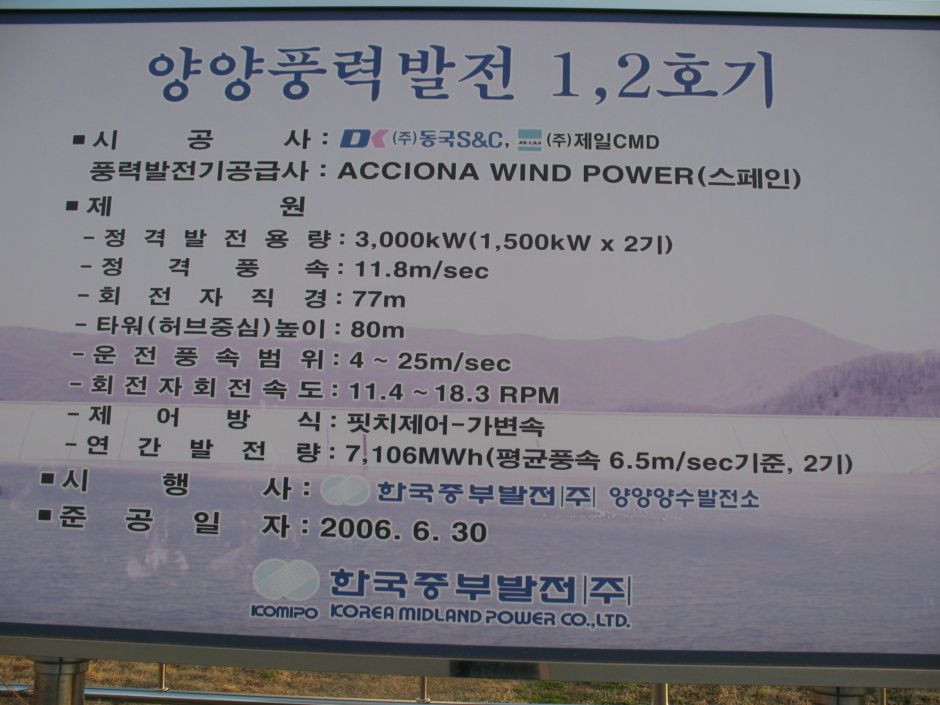 양양풍력발전 1,2호기
■ 시 공 사 : DK (주)동국S&C, (주)제일CMD
풍력발전기공급사 : ACCIONA WIND POWER(스페인)
■ 제 원
- 정 격 발 전 용 량 : 3,000kW(1,500kW x 2기)
- 정 격 풍 속 : 11.8m/sec
- 회 전 자 직 경 : 77m
- 타워(허브중심)높이 : 80m
- 운 전 풍 속 범 위 : 4 ~ 25m/sec
- 회 전 자 회 전 속 도 : 11.4 ~ 18.3 RPM
- 제 어 방 식 : 핏치제어-가변속
- 연 간 발 전 량 : 7,106MWh(평균풍속 6.5m/sec기준, 2기)
■ 시 행 사 : 한국중부발전|주| 양양양수발전소
■ 준 공 일 자 : 2006. 6. 30
한국중부발전|주|
KOMIPO KOREA MIDLAND POWER CO.,LTD.